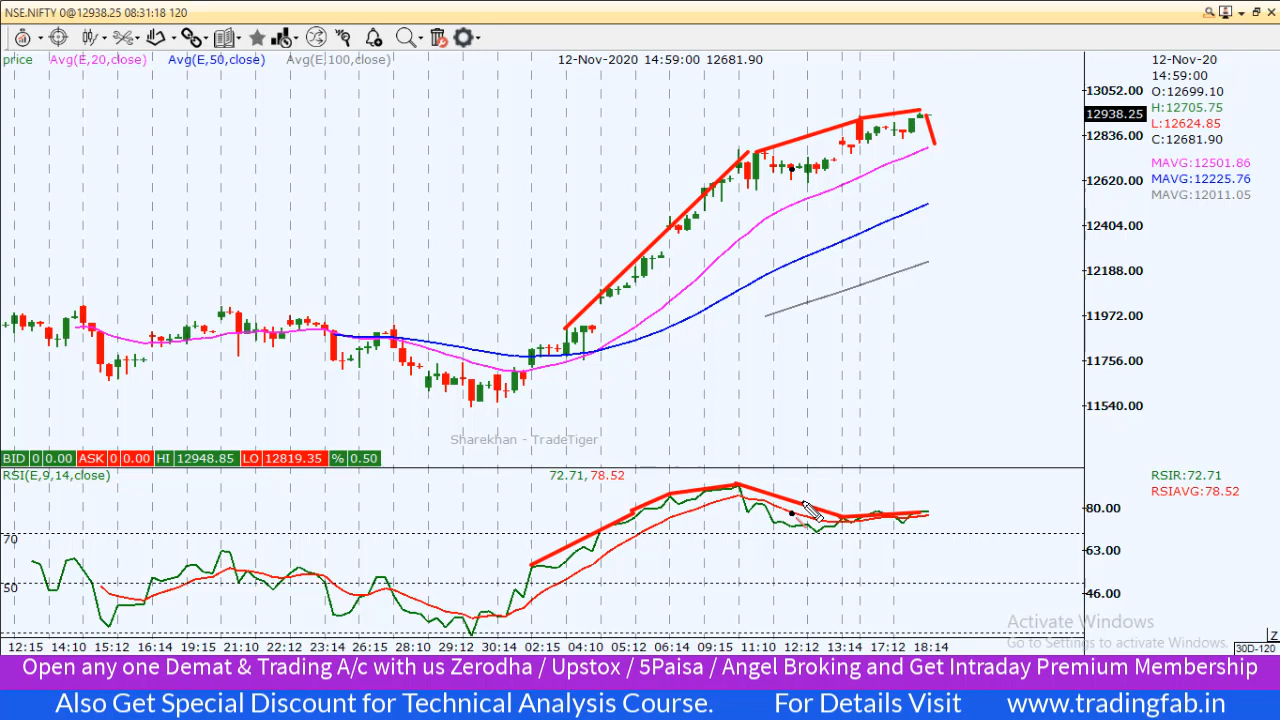 NSE.NIFTY 0@12938.25 08:31:18 120
price Avg(E,20,close) Avg(E,50,close) Avg(E,100,close) 12-Nov-2020 14:59:00 12681.90
12-Nov-20
14:59:00
O:12699.10
H:12705.75
L:12624.85
C:12681.90
MAVG:12501.86
MAVG:12225.76
MAVG:12011.05
13052.00
12938.25
12836.00
12620.00
12404.00
12188.00
11972.00
11756.00
11540.00
Sharekhan - TradeTiger
BID 0 0.00 ASK 0 0.00 HI 12948.85 LO 12819.35 % 0.50
RSI(E,9,14,close) 72.71, 78.52
RSIR:72.71
RSIAVG:78.52
80.00
70
63.00
50
46.00
Activate Windows
Go to Settings to activate Windows.
12:15 14:10 15:14 19:15 21:10 22:12 23:14 28:10 29:12 30:14 02:15 04:10 05:12 06:14 09:15 11:10 12:12 13:14 17:12 18:14 30D-120
Z
Open any one Demat & Trading A/c with us Zerodha / Upstox / 5Paisa / Angel Broking and Get Intraday Premium Membership
Also Get Special Discount for Technical Analysis Course. For Details Visit www.tradingfab.in